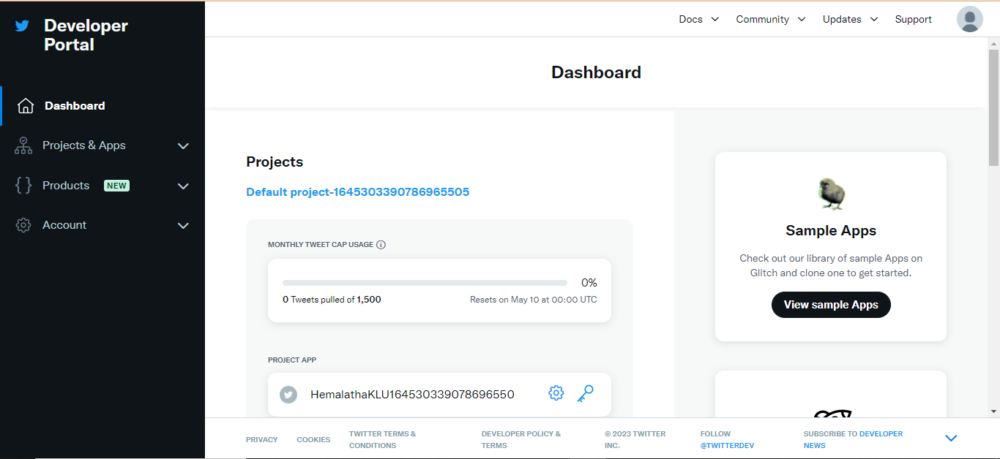 Developer
Portal
Docs
Community
Updates
Support
Dashboard
Dashboard
Projects & Apps
Products NEW
Account
Projects
Default project-1645303390786965505
MONTHLY TWEET CAP USAGE
0%
0 Tweets pulled of 1,500
Resets on May 10 at 00:00 UTC
PROJECT APP
HemalathaKLU164530339078696550
Sample Apps
Check out our library of sample Apps on
Glitch and clone one to get started.
View sample Apps
PRIVACY
COOKIES
TWITTER TERMS &
CONDITIONS
DEVELOPER POLICY &
TERMS
© 2023 TWITTER
INC.
FOLLOW
@TWITTERDEV
SUBSCRIBE TO DEVELOPER
NEWS